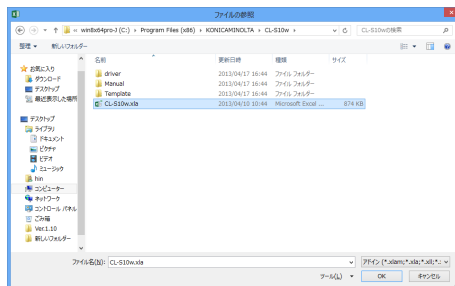 ファイルの参照
« win8x64pro-J (C:) › Program Files (x86) › KONICAMINOLTA › CL-S10w ›
CL-S10wの検索
整理 ▾ 新しいフォルダー
名前 更新日時 種類 サイズ
driver 2013/04/17 16:44 ファイル フォルダー
Manual 2013/04/17 16:44 ファイル フォルダー
Template 2013/04/17 16:44 ファイル フォルダー
CL-S10w.xla 2013/04/10 10:44 Microsoft Excel ... 874 KB
お気に入り
ダウンロード
デスクトップ
最近表示した場所
デスクトップ
ライブラリ
ドキュメント
ピクチャ
ビデオ
ミュージック
hin
コンピューター
ネットワーク
コントロール パネル
ごみ箱
Ver.1.10
新しいフォルダー
ファイル名(N): CL-S10w.xla
アドイン (*.xlam;*.xla;*.xll;*.:
ツール(L) ▾ OK キャンセル